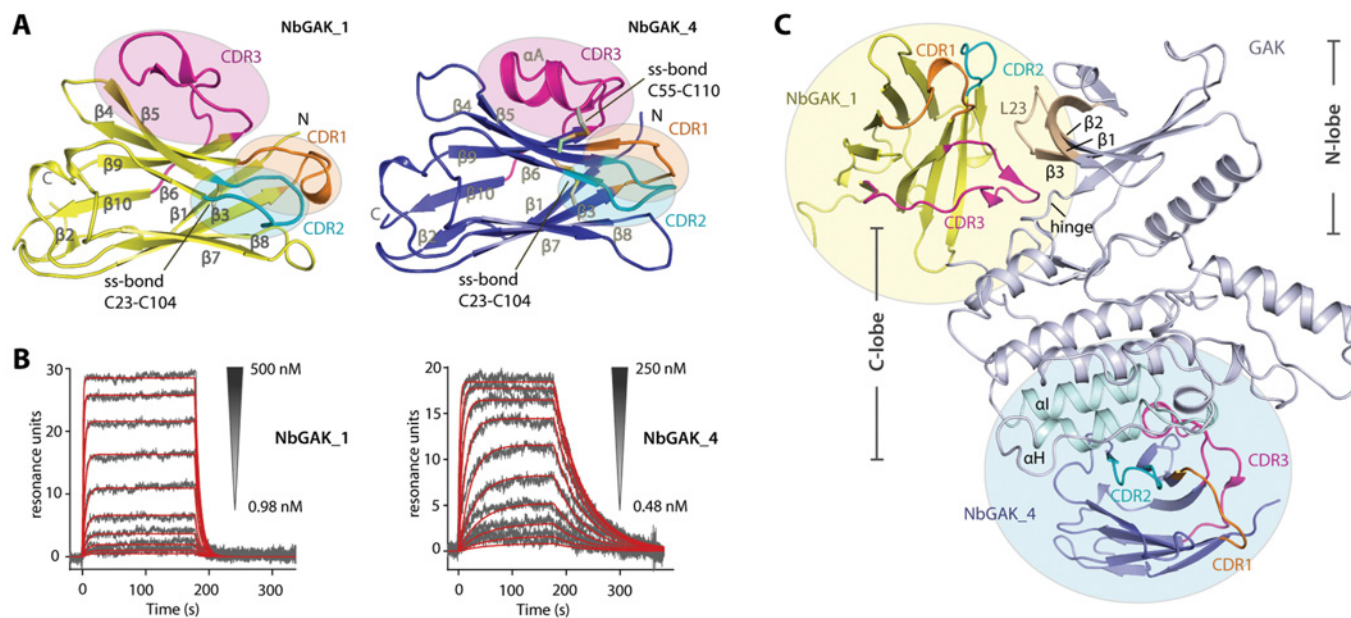 A
NbGAK_1
CDR3
β4
β5
N
CDR1
C
β9
β10
β6
β1
β3
β2
CDR2
β8
β7
ss-bond
C23-C104
NbGAK_4
αA
CDR3
ss-bond
C55-C110
β4
β5
N
CDR1
β9
β6
β10
C
β1
β3
β2
CDR2
β8
β7
ss-bond
C23-C104
B
resonance units
30
20
10
0
0
100
200
300
Time (s)
500 nM
NbGAK_1
0.98 nM
resonance units
20
15
10
5
0
0
100
200
300
Time (s)
250 nM
NbGAK_4
0.48 nM
C
CDR1
CDR2
GAK
NbGAK_1
L23
β2
β1
β3
N-lobe
CDR3
hinge
C-lobe
αI
αH
CDR3
CDR2
NbGAK_4
CDR1